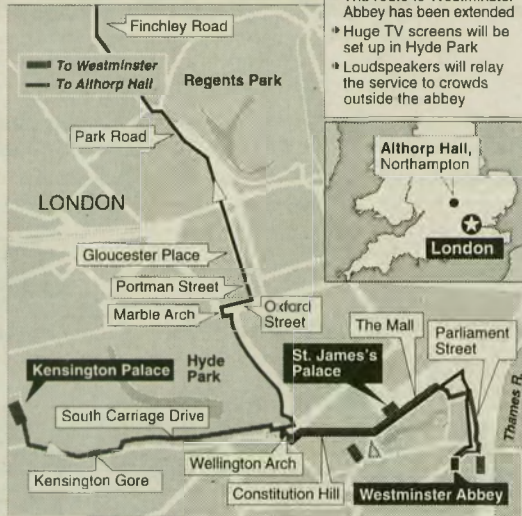 Abbey has been extended
Huge TV screens will be
set up in Hyde Park
Loudspeakers will relay
the service to crowds
outside the abbey
Finchley Road
To Westminster
To Althorp Hall
Regents Park
Park Road
Althorp Hall,
Northampton
London
LONDON
Gloucester Place
Portman Street
Marble Arch
Oxford
Street
The Mall
Parliament
Street
Kensington Palace
Hyde
Park
St. James's
Palace
Thames R.
South Carriage Drive
Kensington Gore
Wellington Arch
Constitution Hill
Westminster Abbey